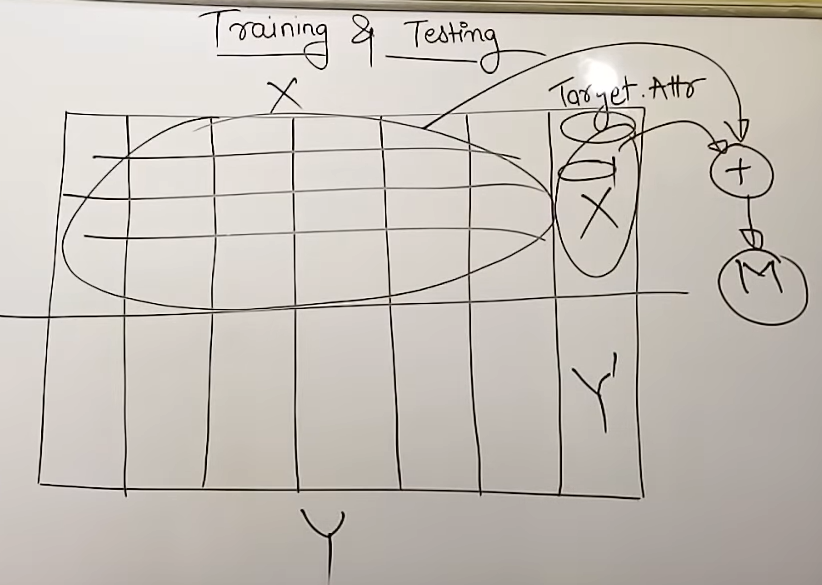 Training & Testing
X
Target. Attr
+
X
M
Y'
Y